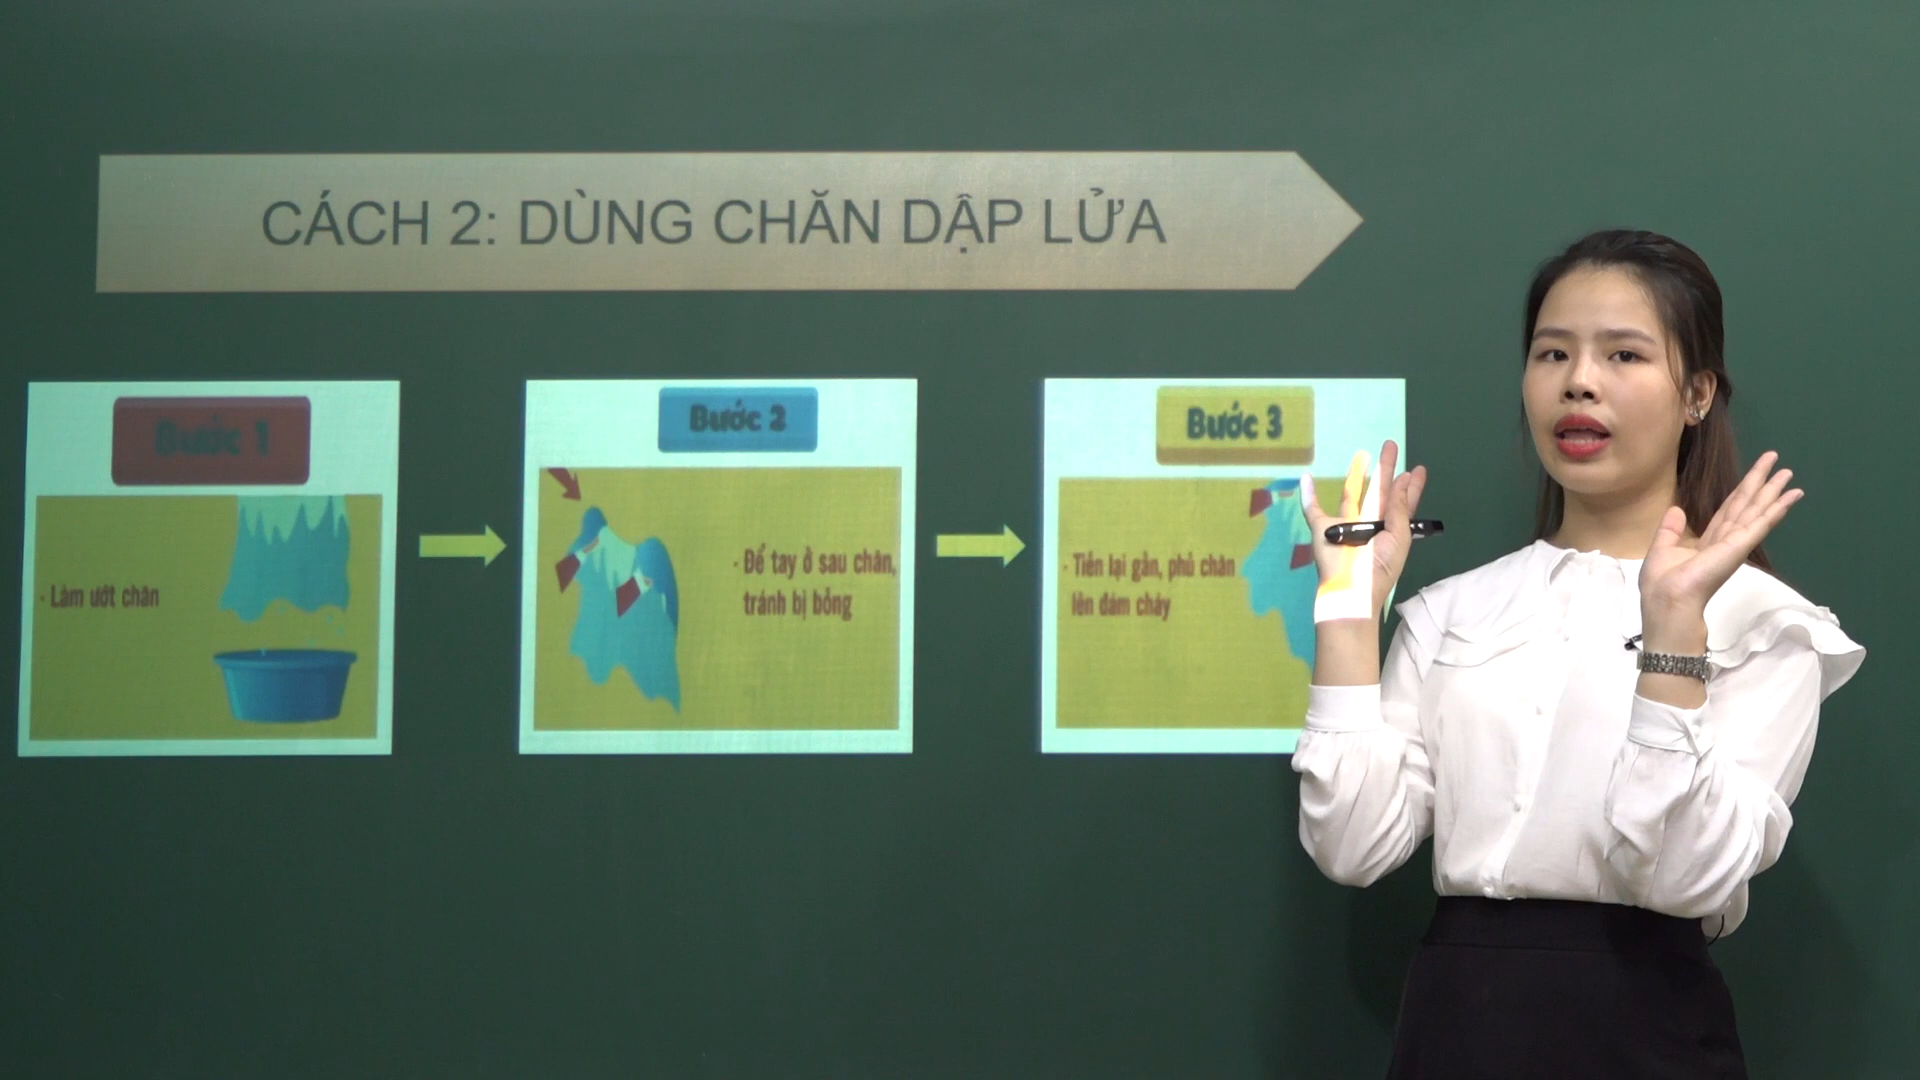 CÁCH 2: DÙNG CHĂN DẬP LỬA
Bước 1
- Làm ướt chăn
Bước 2
- Để tay ở sau chăn,
tránh bị bỏng
Bước 3
- Tiến lại gần, phủ chăn
lên đám cháy